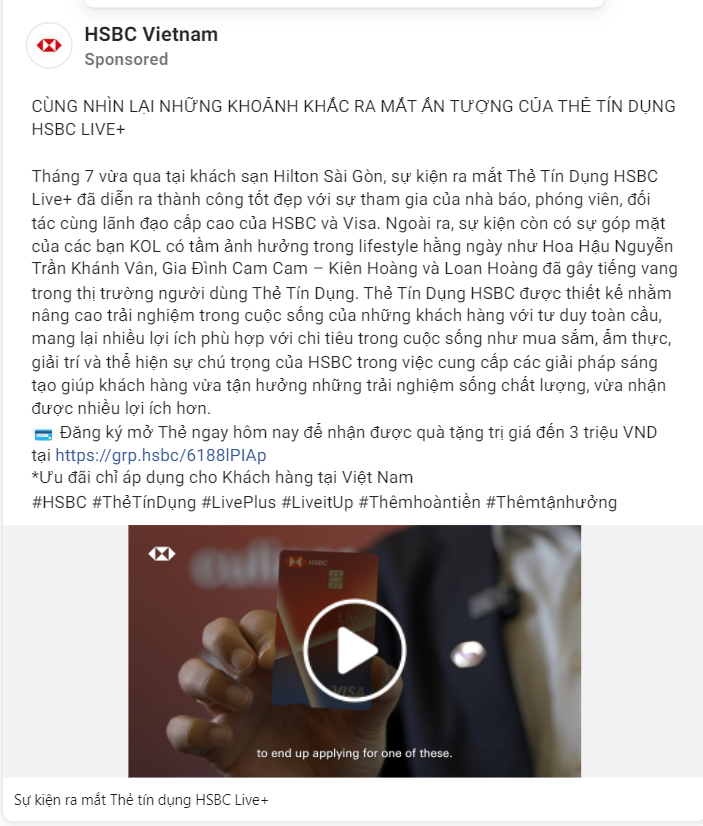 HSBC Vietnam
Sponsored
CÙNG NHÌN LẠI NHỮNG KHOẢNH KHẮC RA MẮT ẤN TƯỢNG CỦA THẺ TÍN DỤNG
HSBC LIVE+
Tháng 7 vừa qua tại khách sạn Hilton Sài Gòn, sự kiện ra mắt Thẻ Tín Dụng HSBC
Live+ đã diễn ra thành công tốt đẹp với sự tham gia của nhà báo, phóng viên, đối
tác cùng lãnh đạo cấp cao của HSBC và Visa. Ngoài ra, sự kiện còn có sự góp mặt
của các bạn KOL có tầm ảnh hưởng trong lifestyle hằng ngày như Hoa Hậu Nguyễn
Trần Khánh Vân, Gia Đình Cam Cam – Kiên Hoàng và Loan Hoàng đã gây tiếng vang
trong thị trường người dùng Thẻ Tín Dụng. Thẻ Tín Dụng HSBC được thiết kế nhằm
nâng cao trải nghiệm trong cuộc sống của những khách hàng với tư duy toàn cầu,
mang lại nhiều lợi ích phù hợp với chi tiêu trong cuộc sống như mua sắm, ẩm thực,
giải trí và thể hiện sự chú trọng của HSBC trong việc cung cấp các giải pháp sáng
tạo giúp khách hàng vừa tận hưởng những trải nghiệm sống chất lượng, vừa nhận
được nhiều lợi ích hơn.
Đăng ký mở Thẻ ngay hôm nay để nhận được quà tặng trị giá đến 3 triệu VND
tại https://grp.hsbc/6188lPIAp
*Ưu đãi chỉ áp dụng cho Khách hàng tại Việt Nam
#HSBC #ThẻTínDụng #LivePlus #LiveitUp #Thêmhoàntiền #Thêmtậnhưởng
HSBC
VISA
to end up applying for one of these.
Sự kiện ra mắt Thẻ tín dụng HSBC Live+